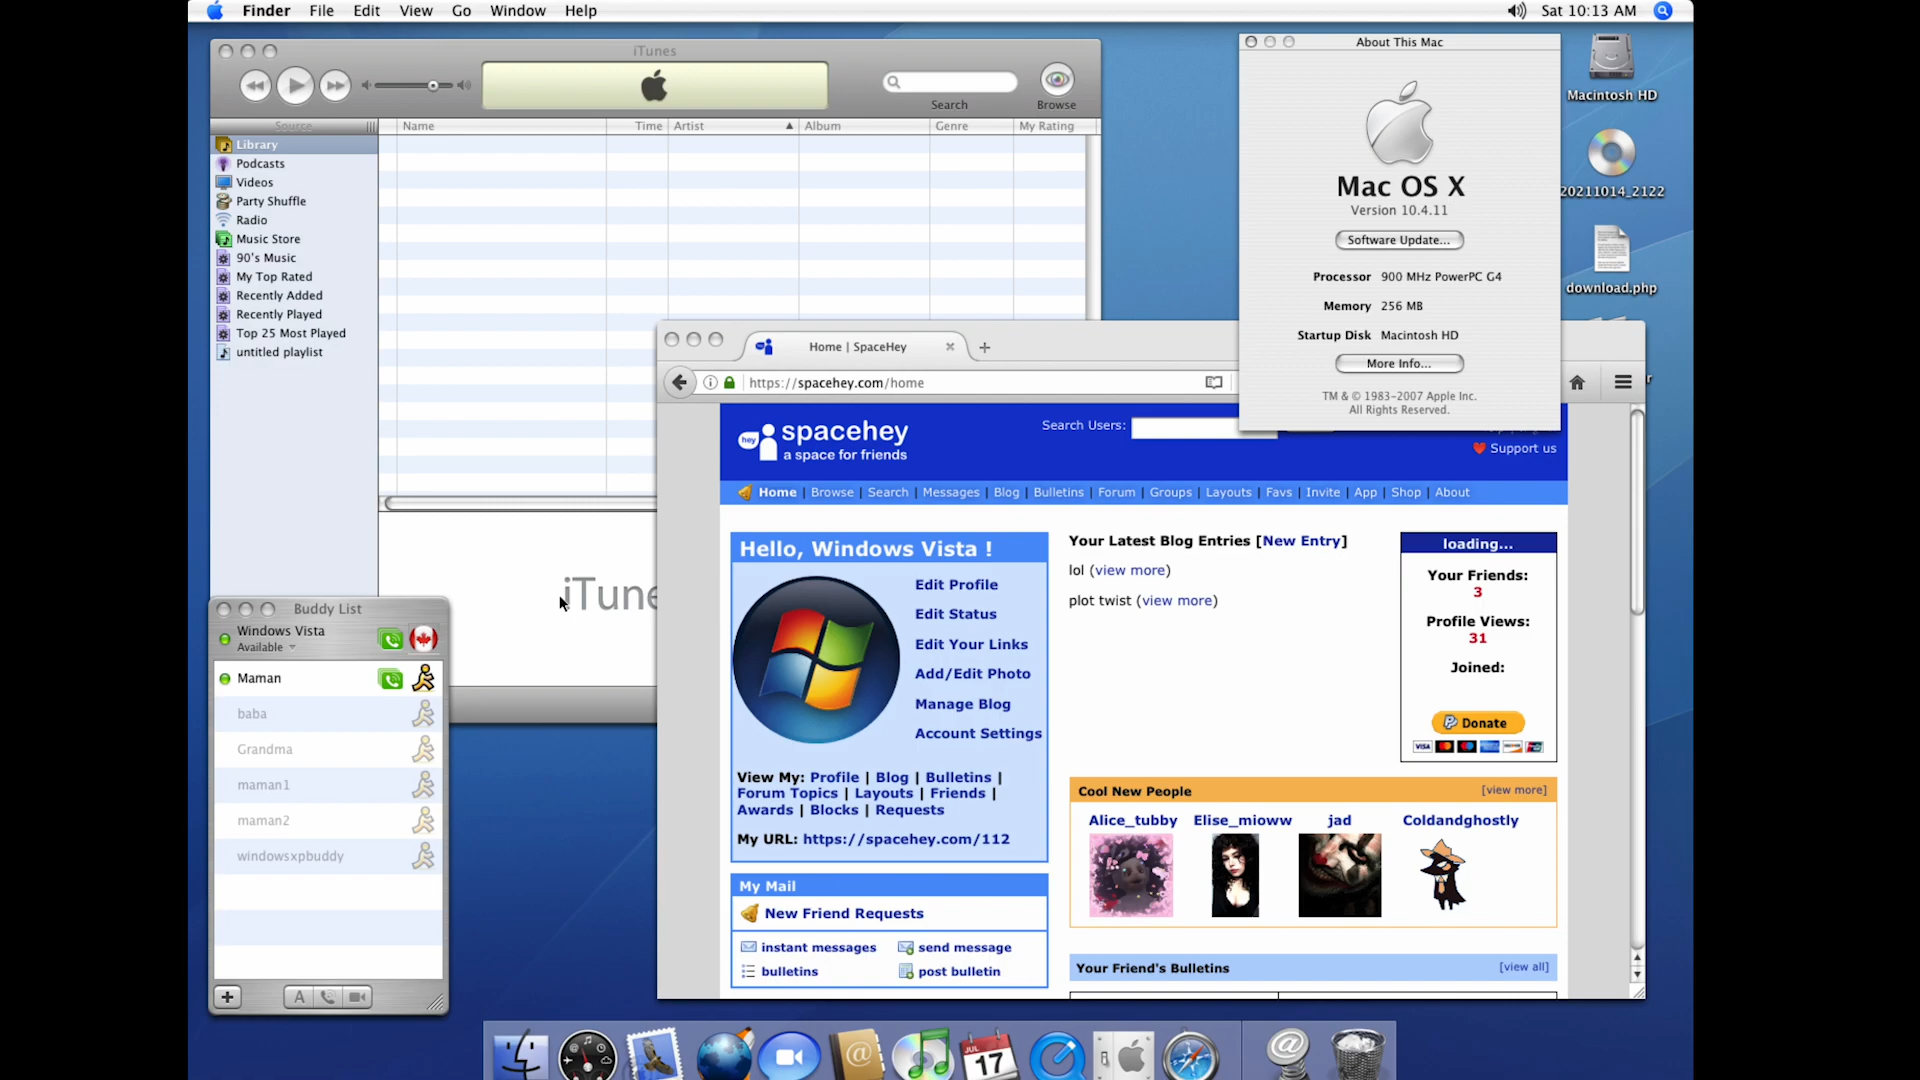 Finder File Edit View Go Window Help
Sat 10:13 AM
iTunes
Search
Browse
Source
Name
Time
Artist
Album
Genre
My Rating
Library
Podcasts
Videos
Party Shuffle
Radio
Music Store
90's Music
My Top Rated
Recently Added
Recently Played
Top 25 Most Played
untitled playlist
About This Mac
Mac OS X
Version 10.4.11
Software Update...
Processor 900 MHz PowerPC G4
Memory 256 MB
Startup Disk Macintosh HD
More Info...
TM & © 1983-2007 Apple Inc.
All Rights Reserved.
Macintosh HD
20211014_2122
download.php
Home | SpaceHey
https://spacehey.com/home
hey
spacehey
a space for friends
Search Users:
Support us
Home | Browse | Search | Messages | Blog | Bulletins | Forum | Groups | Layouts | Favs | Invite | App | Shop | About
Hello, Windows Vista !
Edit Profile
Edit Status
Edit Your Links
Add/Edit Photo
Manage Blog
Account Settings
View My: Profile | Blog | Bulletins |
Forum Topics | Layouts | Friends |
Awards | Blocks | Requests
My URL: https://spacehey.com/112
My Mail
New Friend Requests
instant messages
send message
bulletins
post bulletin
Your Latest Blog Entries [New Entry]
lol (view more)
plot twist (view more)
loading...
Your Friends:
3
Profile Views:
31
Joined:
Donate
VISA
Cool New People
[view more]
Alice_tubby
Elise_mioww
jad
Coldandghostly
Your Friend's Bulletins
[view all]
iTune
Buddy List
Windows Vista
Available
Maman
baba
Grandma
maman1
maman2
windowsxpbuddy
A
JUL
17